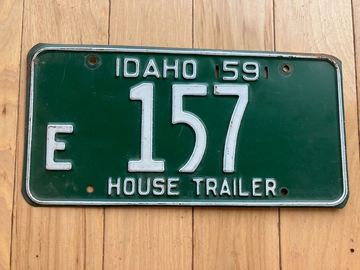 IDAHO 59
E 157
HOUSE TRAILER